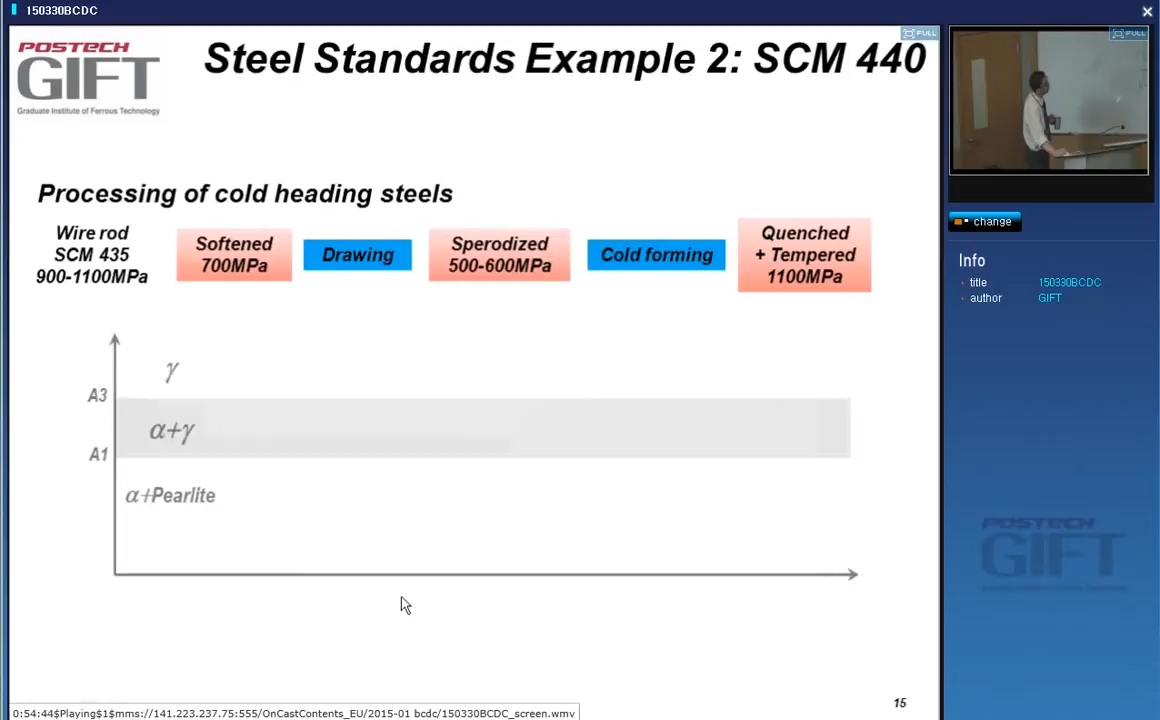 150330BCDC
POSTECH
GIFT
Graduate Institute of Ferrous Technology
Steel Standards Example 2: SCM 440
FULL
FULL
Processing of cold heading steels
Wire rod
SCM 435
900-1100MPa
Softened
700MPa
Drawing
Sperodized
500-600MPa
Cold forming
Quenched
+ Tempered
1100MPa
γ
A3
α+γ
A1
α+Pearlite
15
change
Info
title 150330BCDC
author GIFT
POSTECH
GIFT
0:54:44$Playing$1$mms://141.223.237.75:555/OnCastContents_EU/2015-01 bcdc/150330BCDC_screen.wmv